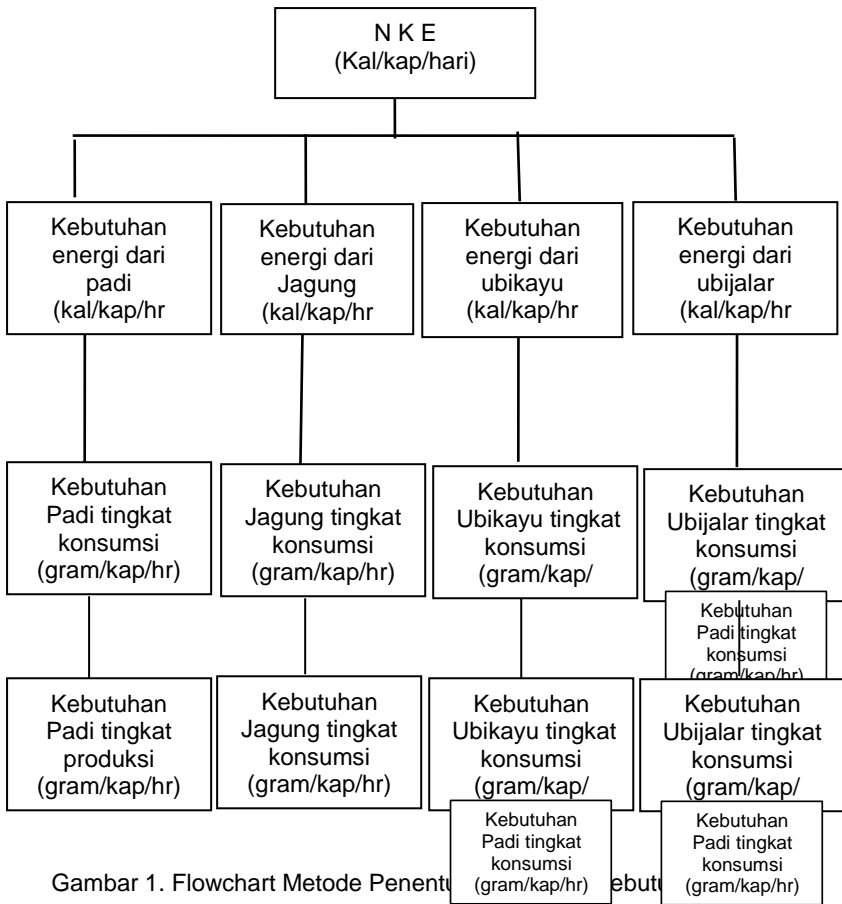 N K E
(Kal/kap/hari)
Kebutuhan
energi dari
padi
(kal/kap/hr
Kebutuhan
energi dari
Jagung
(kal/kap/hr
Kebutuhan
energi dari
ubikayu
(kal/kap/hr
Kebutuhan
energi dari
ubijalar
(kal/kap/hr
Kebutuhan
Padi tingkat
konsumsi
(gram/kap/hr)
Kebutuhan
Jagung tingkat
konsumsi
(gram/kap/hr)
Kebutuhan
Ubikayu tingkat
konsumsi
(gram/kap/
Kebutuhan
Ubijalar tingkat
konsumsi
(gram/kap/
Kebutuhan
Padi tingkat
konsumsi
(gram/kap/hr)
Kebutuhan
Padi tingkat
produksi
(gram/kap/hr)
Kebutuhan
Jagung tingkat
konsumsi
(gram/kap/hr)
Kebutuhan
Ubikayu tingkat
konsumsi
(gram/kap/
Kebutuhan
Ubijalar tingkat
konsumsi
(gram/kap/
Kebutuhan
Padi tingkat
konsumsi
(gram/kap/hr)
Kebutuhan
Padi tingkat
konsumsi
(gram/kap/hr)
Gambar 1. Flowchart Metode